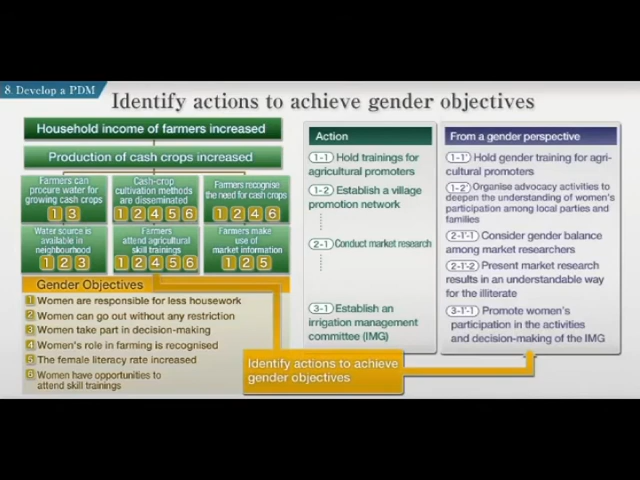 8 Develop a PDM
Identify actions to achieve gender objectives
Household income of farmers increased
Production of cash crops increased
Farmers can
procure water for
growing cash crops
1 3
Cash-crop
cultivation methods
are disseminated
1 2 4 5 6
Farmers recognise
the need for cash crops
1 2 4 6
Water source is
available in
neighbourhood
1 2 3
Farmers
attend agricultural
skill trainings
1 2 4 5 6
Farmers make
use of
market information
1 2 5
Gender Objectives
1 Women are responsible for less housework
2 Women can go out without any restriction
3 Women take part in decision-making
4 Women's role in farming is recognised
5 The female literacy rate increased
6 Women have opportunities to
attend skill trainings
Identify actions to achieve
gender objectives
Action
1-1 Hold trainings for
agricultural promoters
1-2 Establish a village
promotion network
2-1 Conduct market research
3-1 Establish an
irrigation management
committee (IMG)
From a gender perspective
1-1' Hold gender training for agri-
cultural promoters
1-2' Organise advocacy activities to
deepen the understanding of women's
participation among local parties and
families
2-1'-1 Consider gender balance
among market researchers
2-1'-2 Present market research
results in an understandable way
for the illiterate
3-1'-1 Promote women's
participation in the activities
and decision-making of the IMG